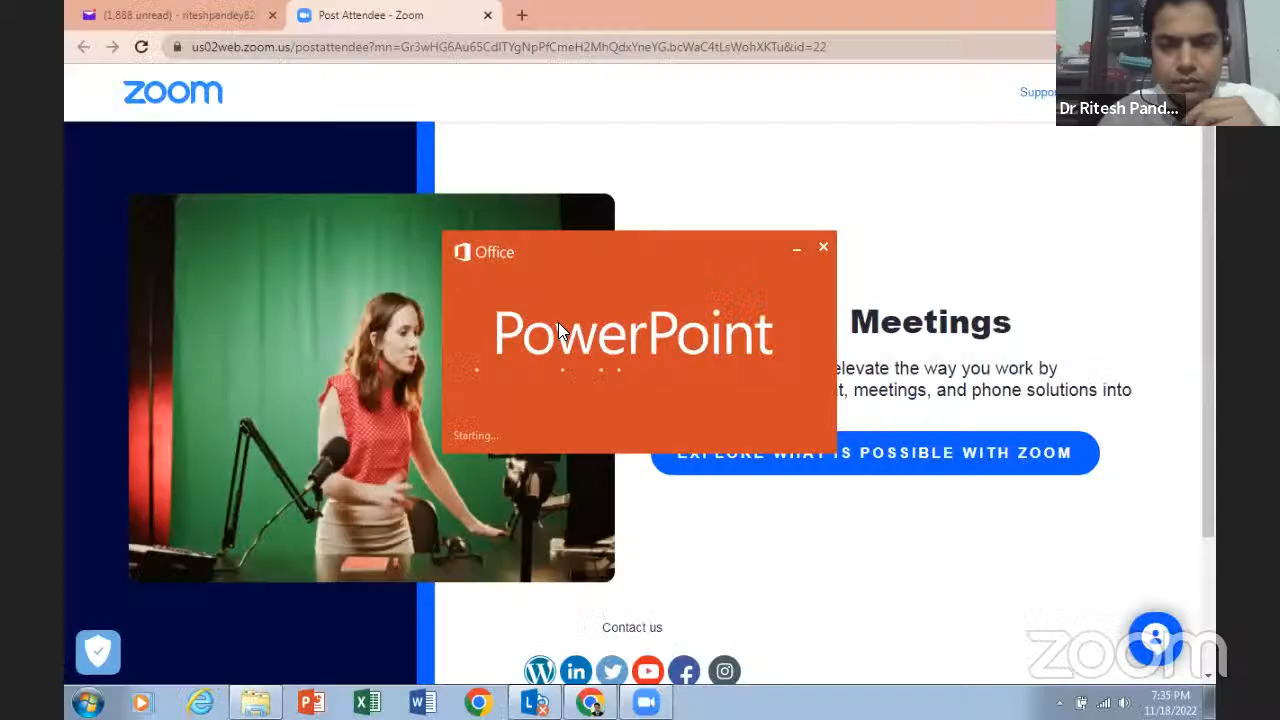 (1,888 unread) - riteshpandey82
Post Attendee - Zoom
us02web.zoom.us/postattendee?mn=Gr3wHG6Au65CdITYgNpPfCmeH2MhQdxYneYG.bcWaC4tLsWohXKTu&id=22
zoom
Suppo
Dr Ritesh Pand...
Office
PowerPoint
Starting...
Meetings
elevate the way you work by
t, meetings, and phone solutions into
EXPLORE WHAT IS POSSIBLE WITH ZOOM
Contact us
zoom
7:35 PM
11/18/2022